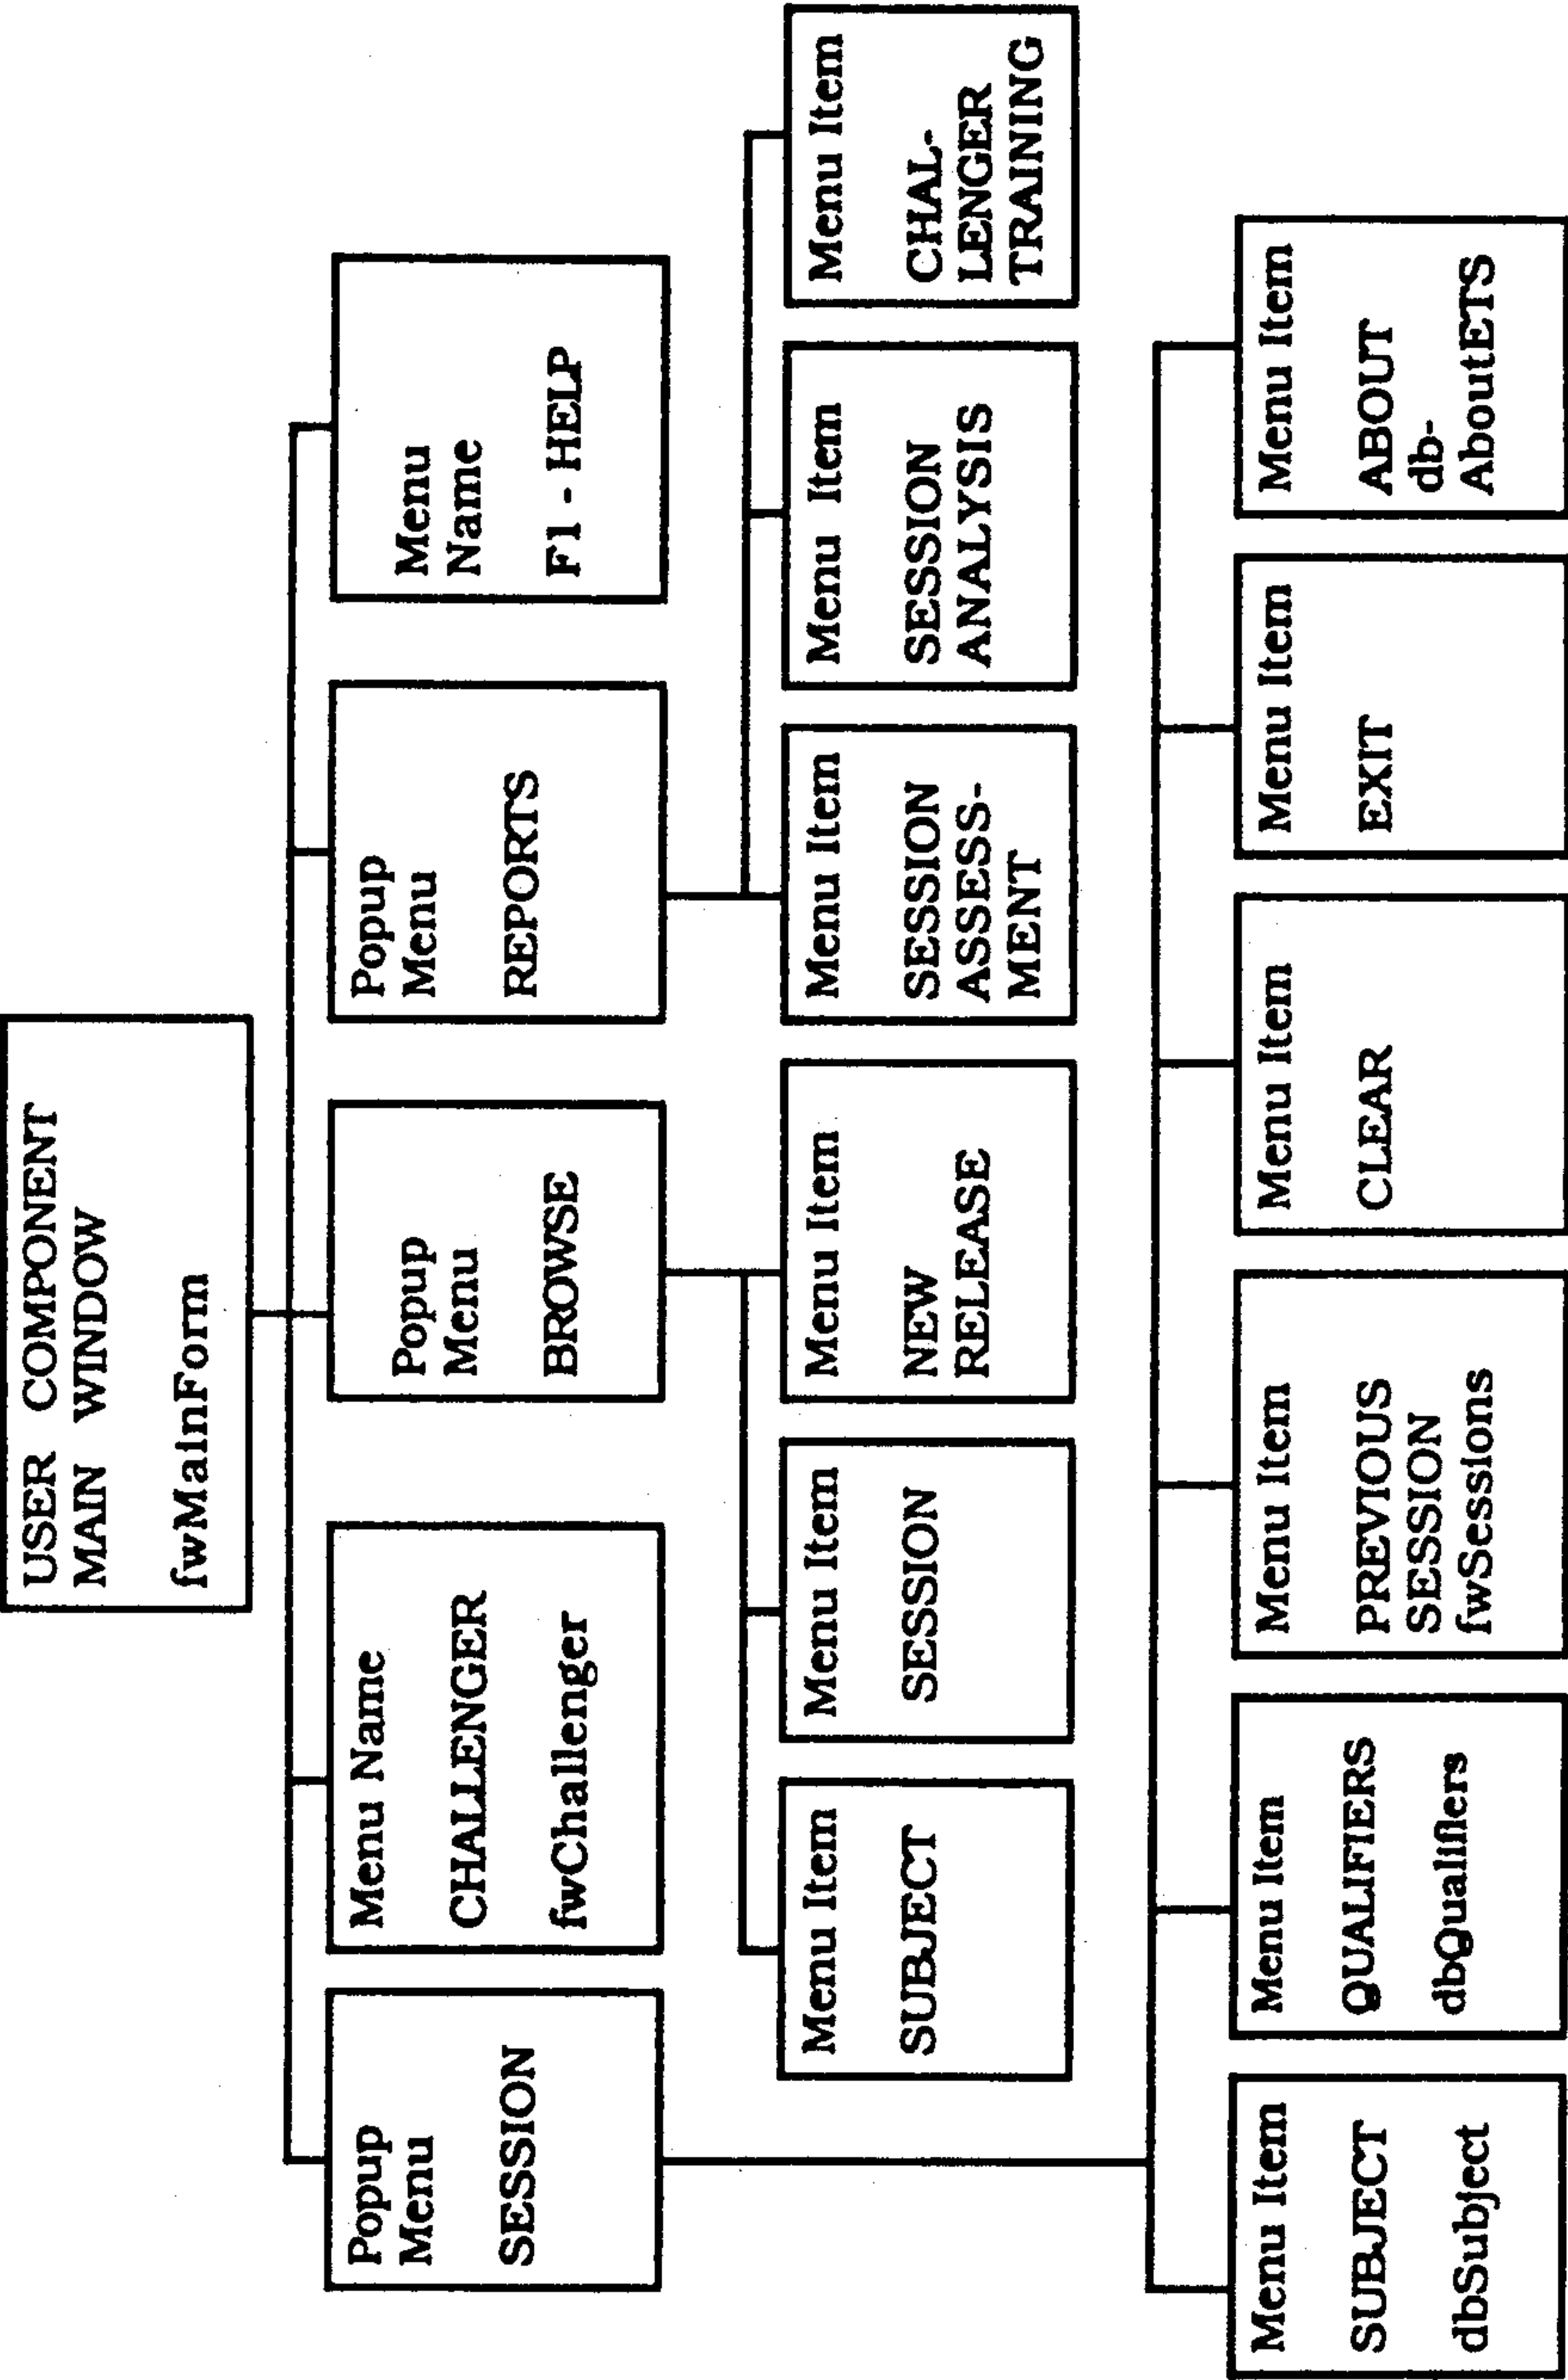 USER COMPONENT
MAIN WINDOW
fwMainForm
Popup
Menu
SESSION
Menu Name
CHALLENGER
fwChallenger
Popup
Menu
BROWSE
Popup
Menu
REPORTS
Menu
Name
F1 - HELP
Menu Item
SUBJECT
Menu Item
SESSION
Menu Item
NEW
RELEASE
Menu Item
SESSION
ASSESS-
MENT
Menu Item
SESSION
ANALYSIS
Menu Item
CHAL-
LENGER
TRAINING
Menu Item
SUBJECT
dbSubject
Menu Item
QUALIFIERS
dbQualifiers
Menu Item
PREVIOUS
SESSION
fwSessions
Menu Item
CLEAR
Menu Item
EXIT
Menu Item
ABOUT
db-
AboutETS